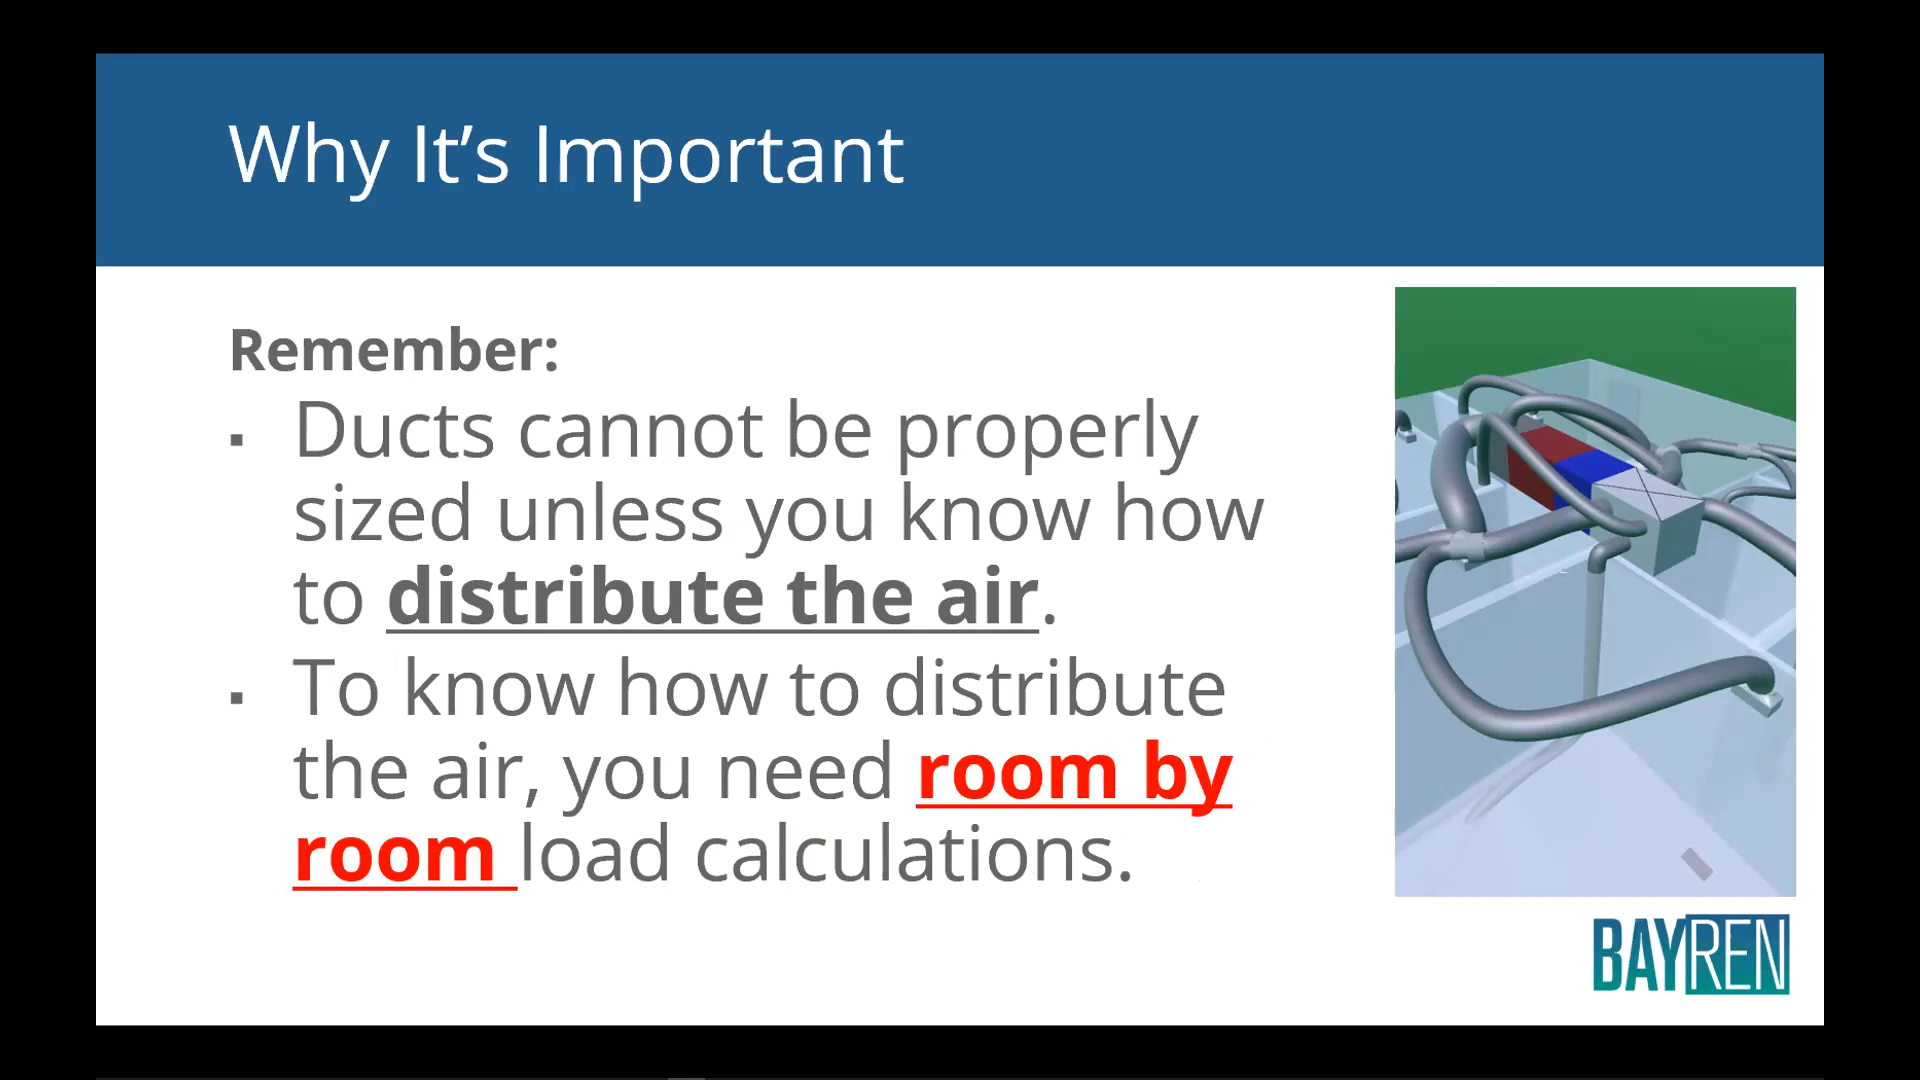 Why It’s Important
Remember:
▪ Ducts cannot be properly
sized unless you know how
to distribute the air.
▪ To know how to distribute
the air, you need room by
room load calculations.
BAYREN